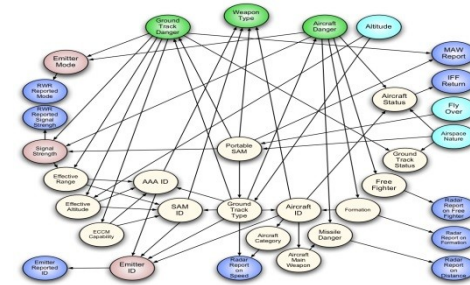 Ground
Track
Danger
Weapon
Type
Aircraft
Danger
Altitude
Emitter
Mode
MAW
Report
RWR
Reported
Mode
IFF
Return
Aircraft
Status
RWR
Reported
Signal
Strength
Fly
Over
Airspace
Nature
Signal
Strength
Portable
SAM
Ground
Track
Status
Effective
Range
AAA ID
Free
Fighter
Effective
Altitude
SAM
ID
Ground
Track
Type
Aircraft
ID
Formation
Radar
Report on
Free
Fighter
ECCM
Capability
Aircraft
Category
Missile
Danger
Radar
Report on
Formation
Aircraft
Main
Weapon
Emitter
Reported
ID
Emitter
ID
Radar
Report on
Speed
Radar
Report on
Distance